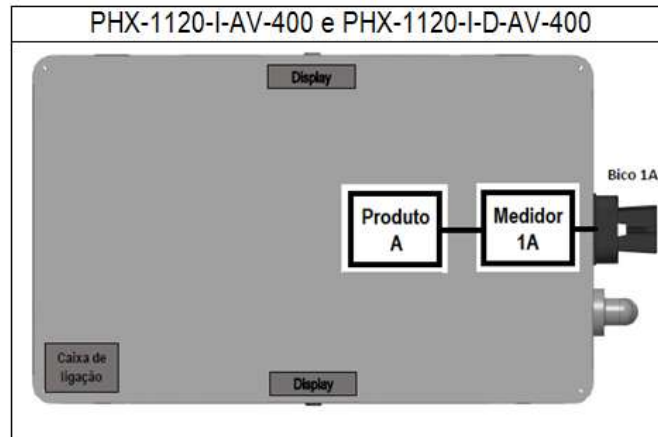 PHX-1120-I-AV-400 e PHX-1120-I-D-AV-400
Display
Bico 1A
Produto
A
Medidor
1A
Caixa de
ligação
Display